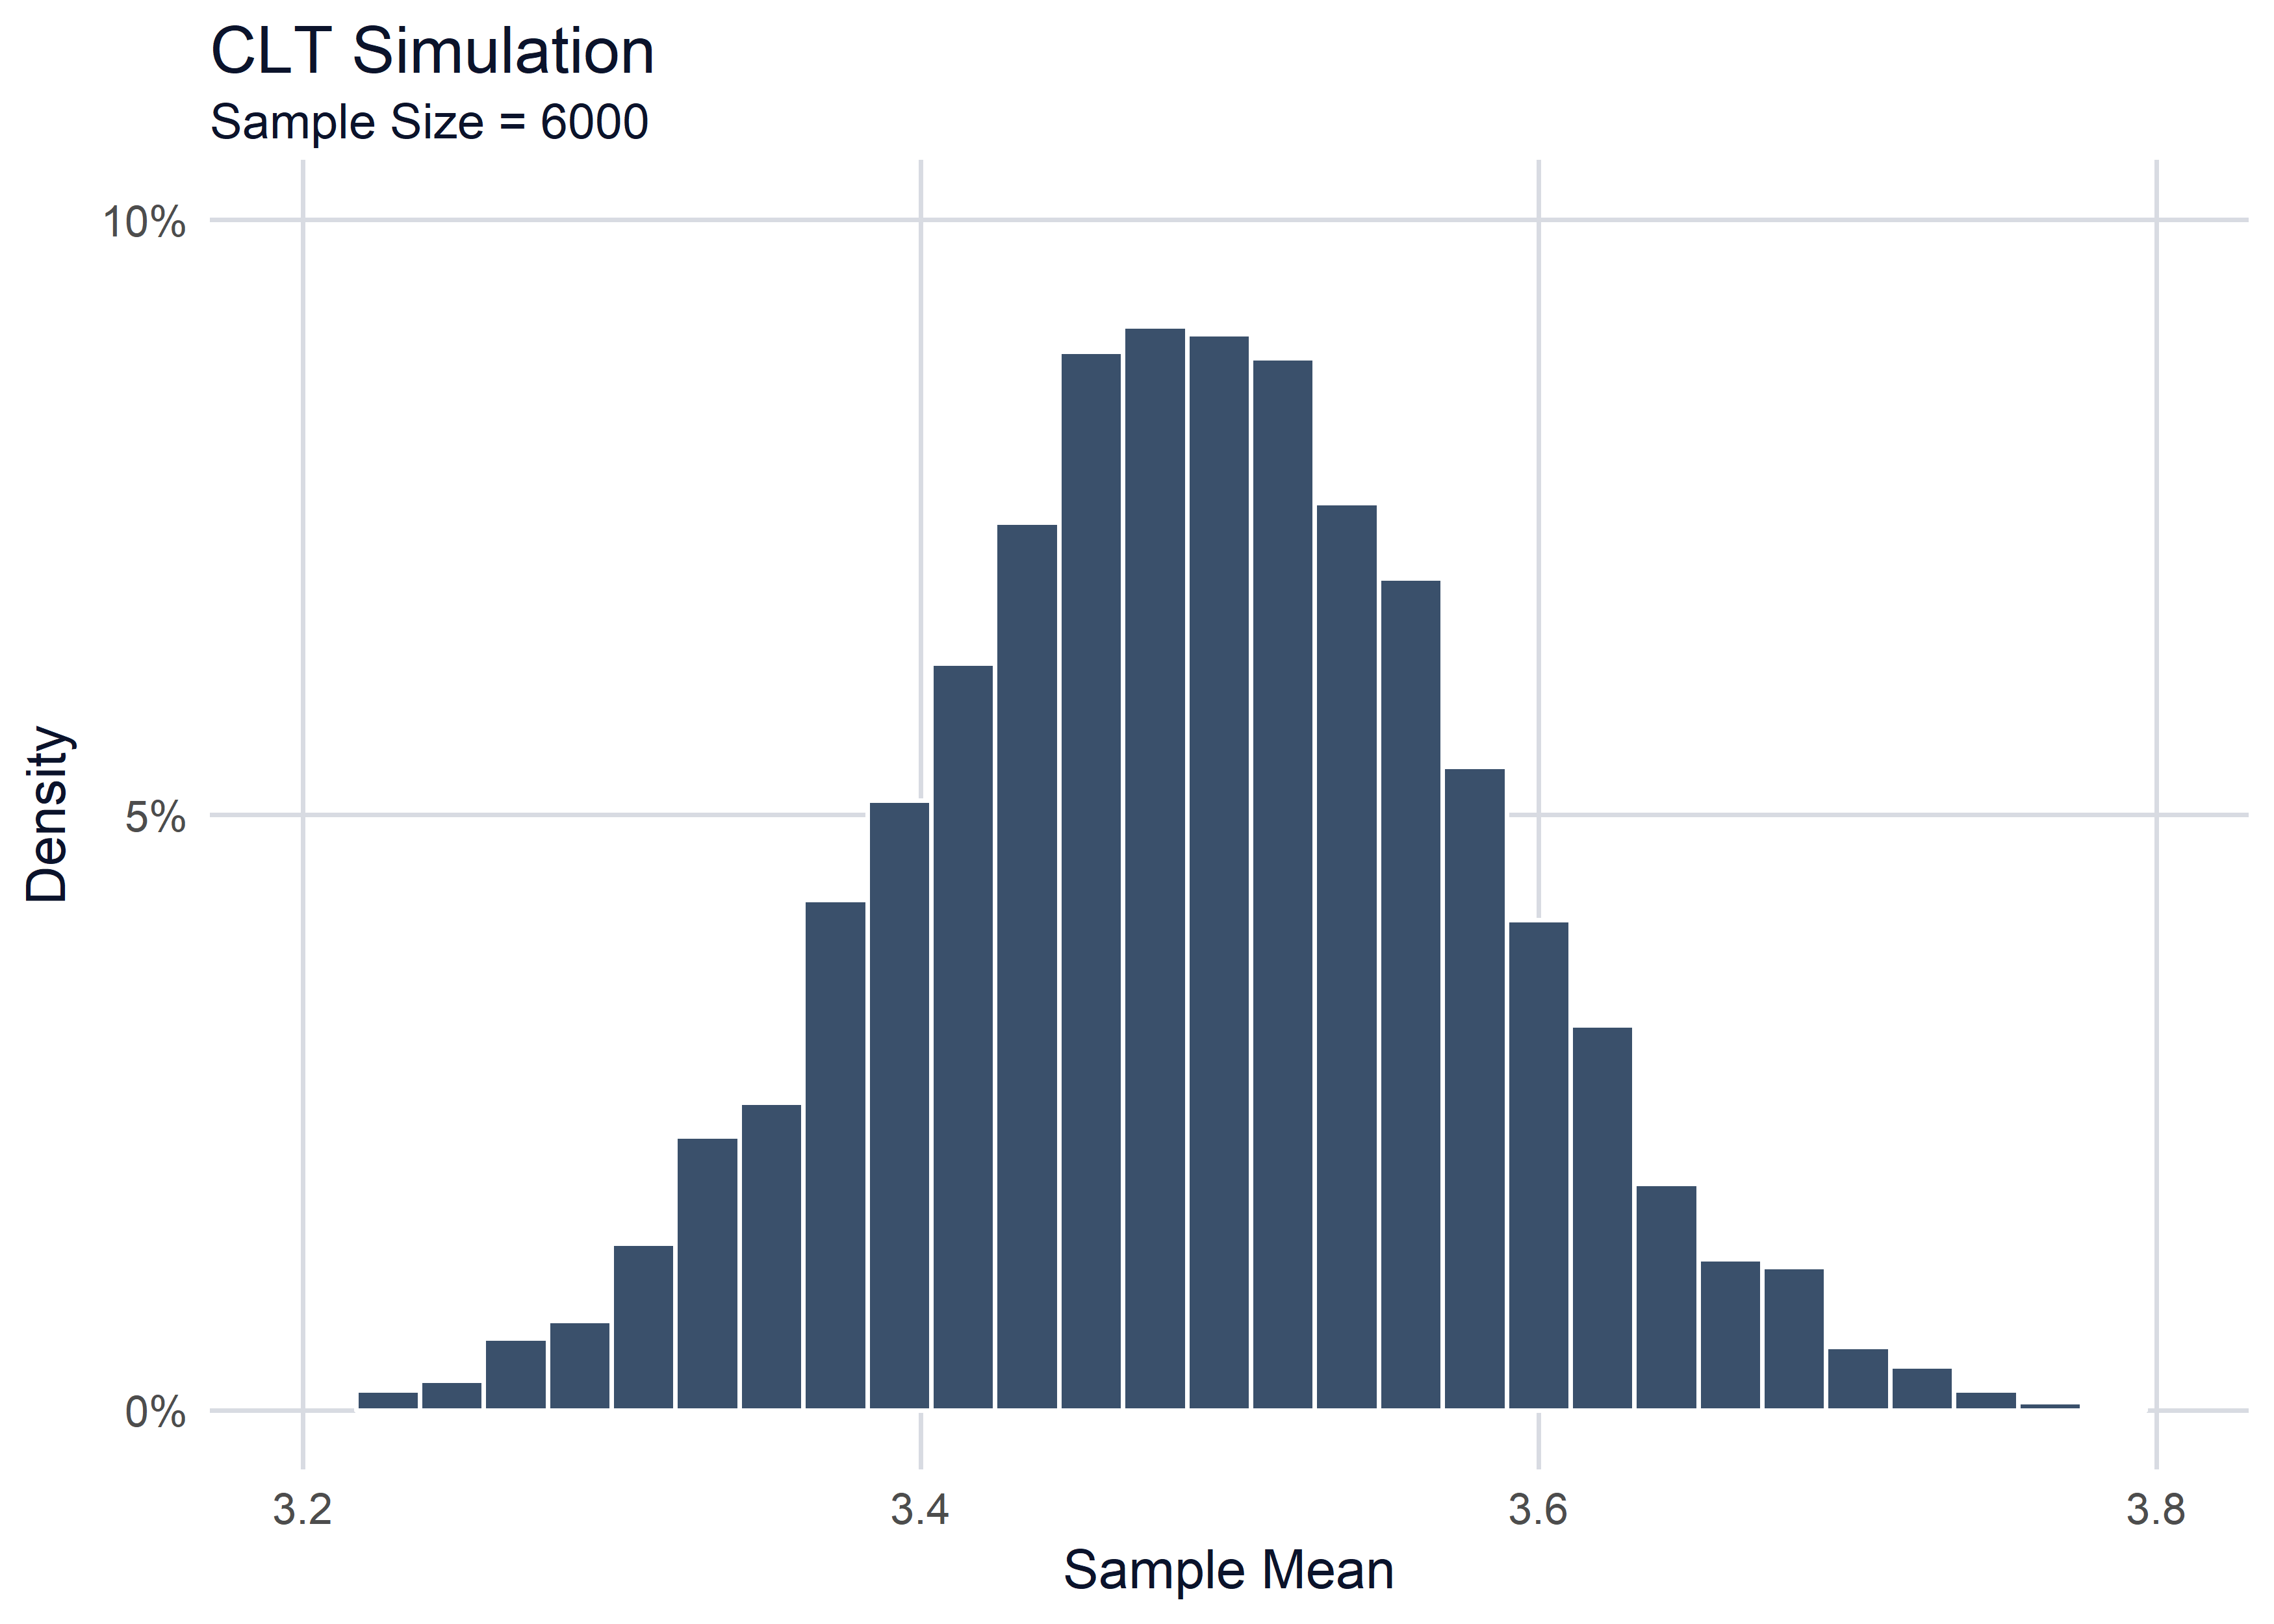 CLT Simulation
Sample Size = 6000
10%
5%
0%
Density
3.2
3.4
3.6
3.8
Sample Mean